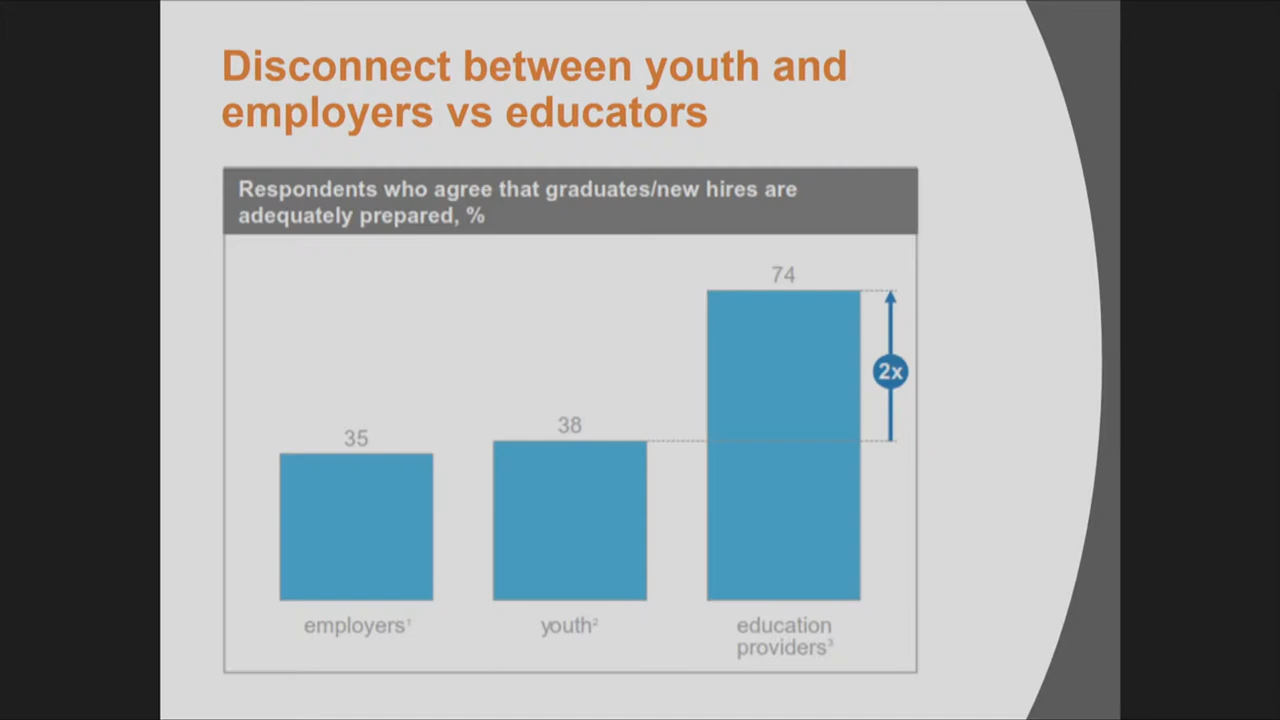 Disconnect between youth and
employers vs educators
Respondents who agree that graduates/new hires are
adequately prepared, %
74
2x
38
35
employers¹
youth²
education
providers³